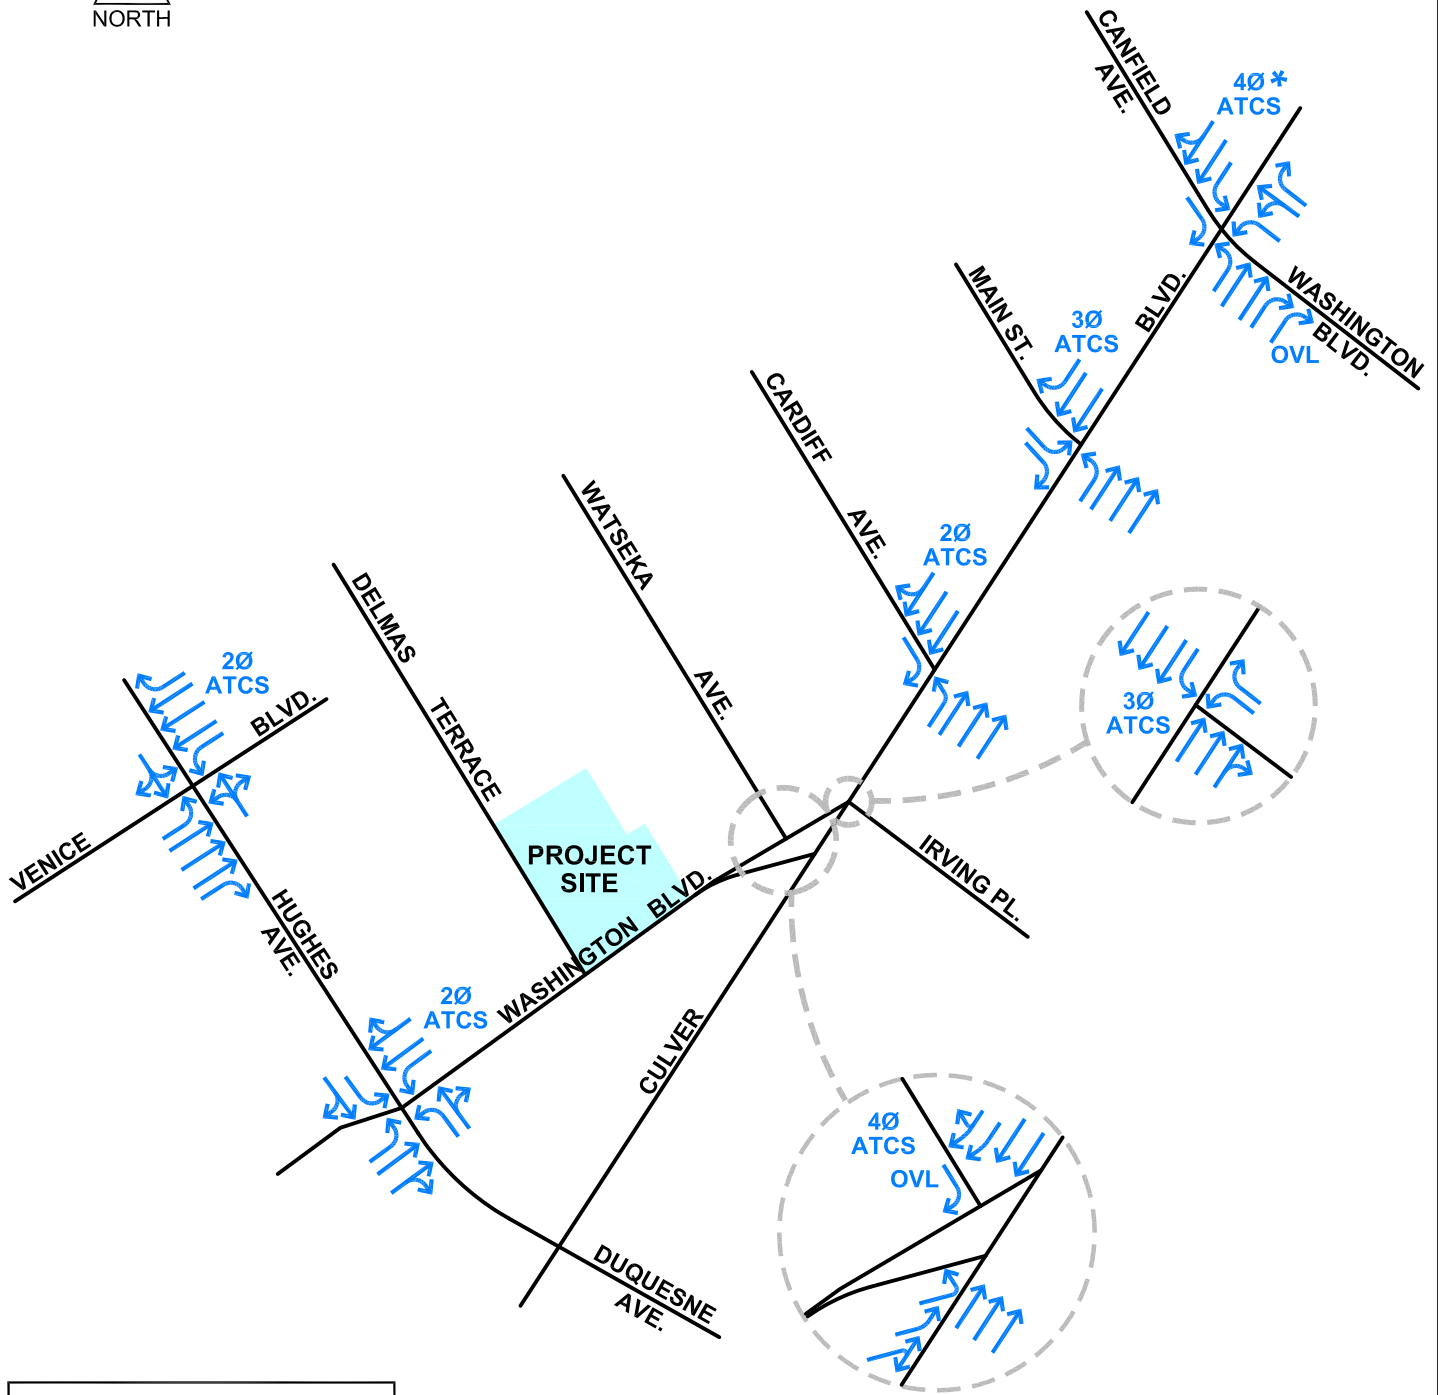 NORTH
CANFIELD
AVE.
4Ø*
ATCS
WASHINGTON
BLVD.
OVL
MAIN ST.
3Ø
ATCS
BLVD.
CARDIFF
AVE.
2Ø
ATCS
WATSEKA
AVE.
DELMAS
TERRACE
3Ø
ATCS
2Ø
ATCS
BLVD.
VENICE
HUGHES
AVE.
PROJECT
SITE
WASHINGTON BLVD.
IRVING PL.
2Ø
ATCS
CULVER
4Ø
ATCS
OVL
DUQUESNE
AVE.